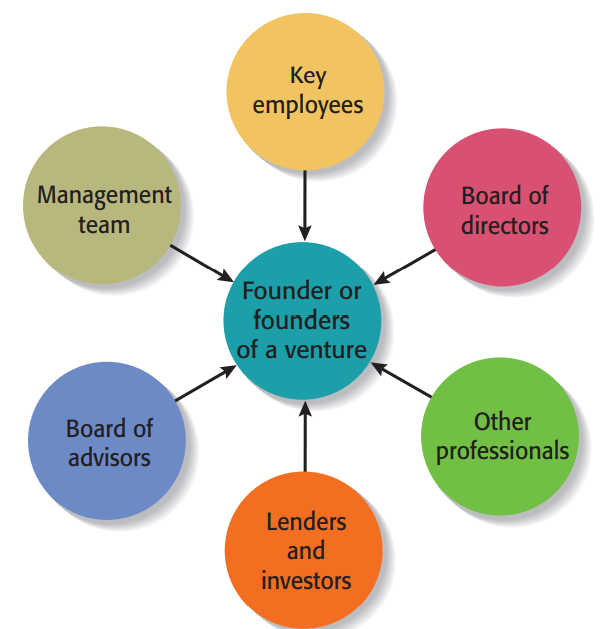 Key
employees
Management
team
Board of
directors
Founder or
founders
of a venture
Board of
advisors
Other
professionals
Lenders
and
investors